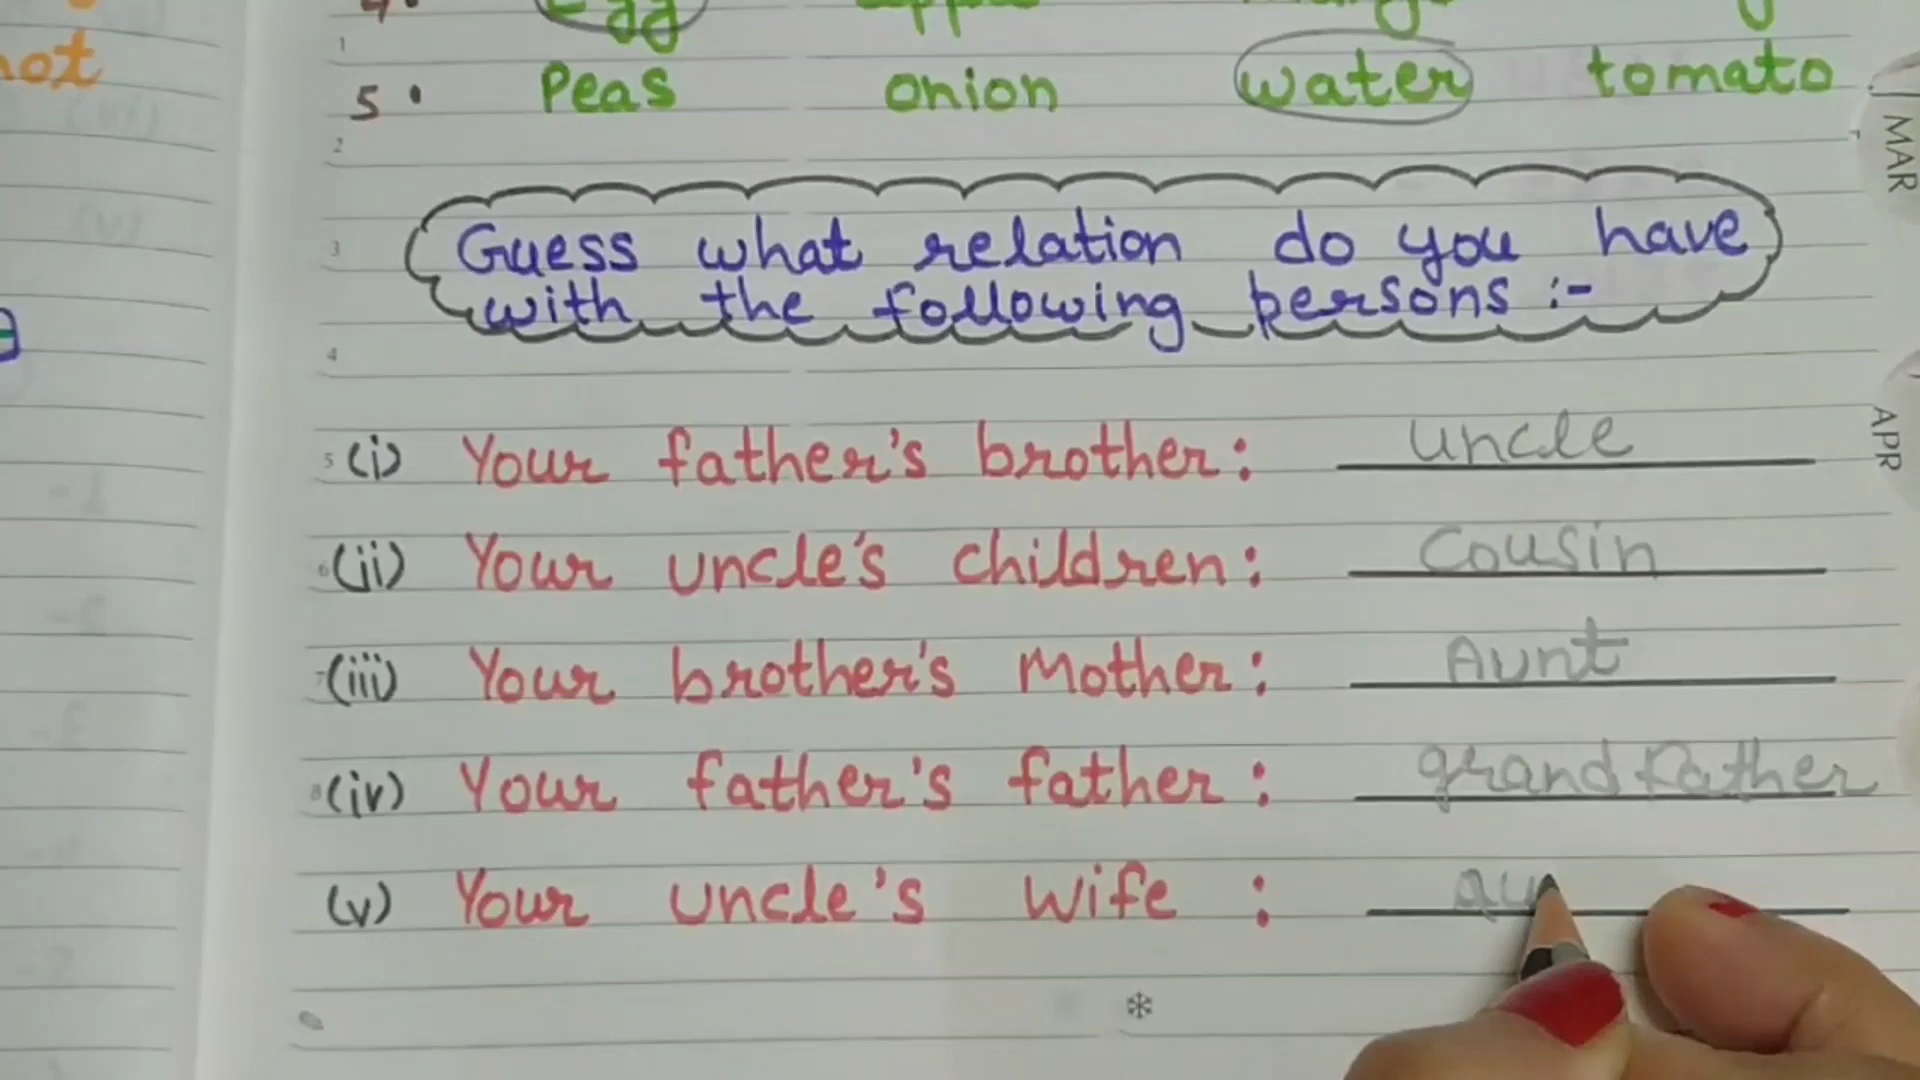 not
5. Peas onion water tomato
MAR
Guess what relation do you have
with the following persons :-
APR
(i) Your father's brother: uncle
(ii) Your uncle's children: Cousin
(iii) Your brother's Mother: Aunt
(iv) Your father's father: grandfather
(v) Your uncle's wife : au